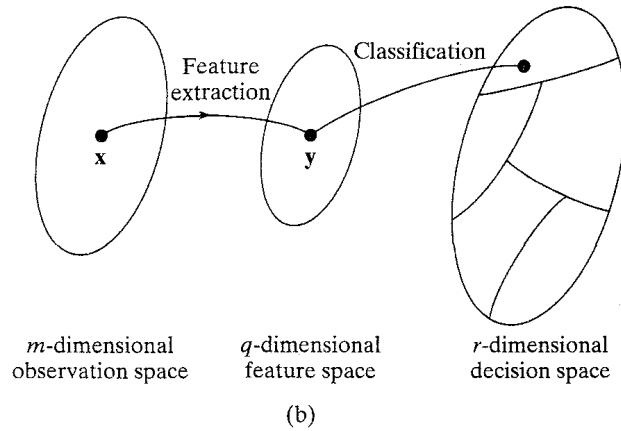 Feature
extraction
Classification
x
y
m-dimensional
observation space
q-dimensional
feature space
r-dimensional
decision space
(b)